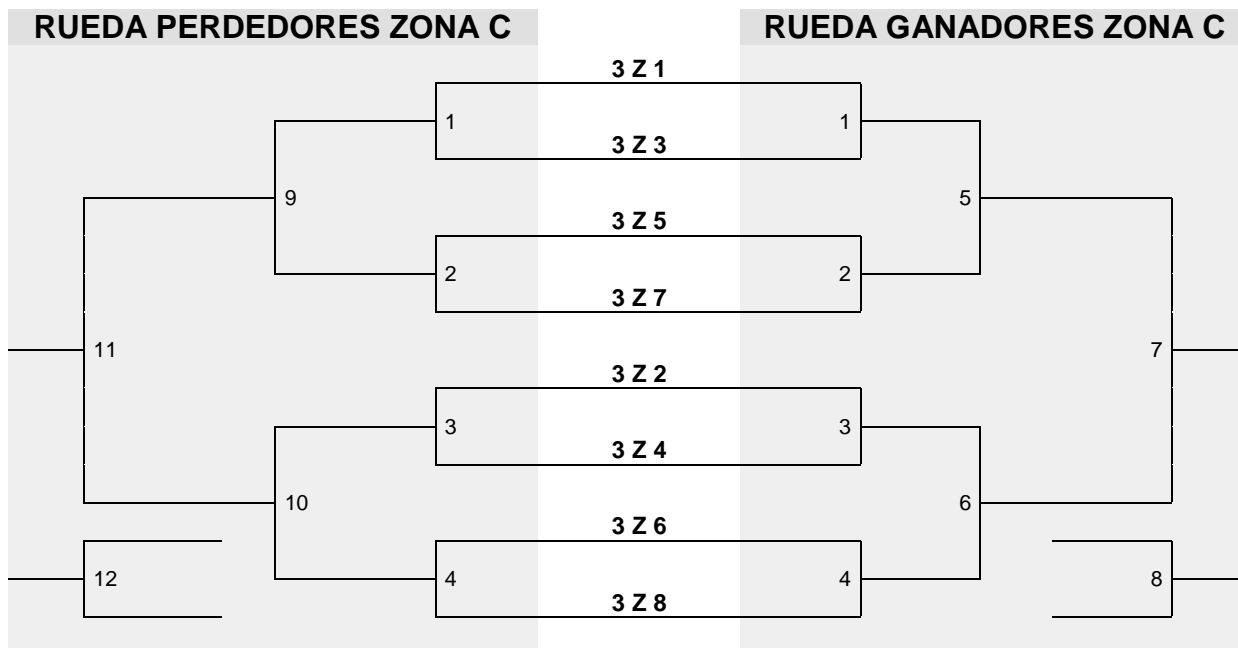 RUEDA PERDEDORES ZONA C
RUEDA GANADORES ZONA C
3 Z 1
1
1
3 Z 3
9
5
3 Z 5
2
2
3 Z 7
11
7
3 Z 2
3
3
3 Z 4
10
6
3 Z 6
12
4
4
8
3 Z 8